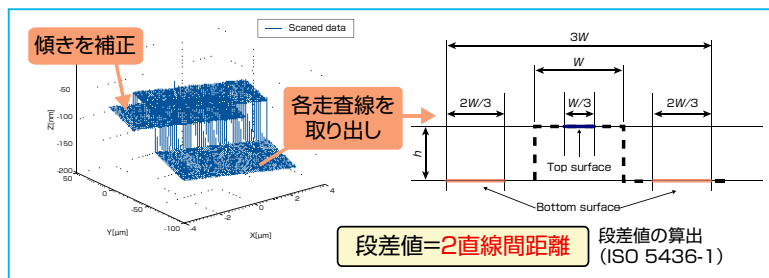 Scaned data
傾きを補正
各走査線を
取り出し
Z[nm]
-50
-100
-150
-200
50
0
-50
-100
Y[μm]
-4
-2
0
2
4
X[μm]
3W
W
2W/3
W/3
2W/3
h
Top surface
Bottom surface
段差値=2直線間距離
段差値の算出
(ISO 5436-1)